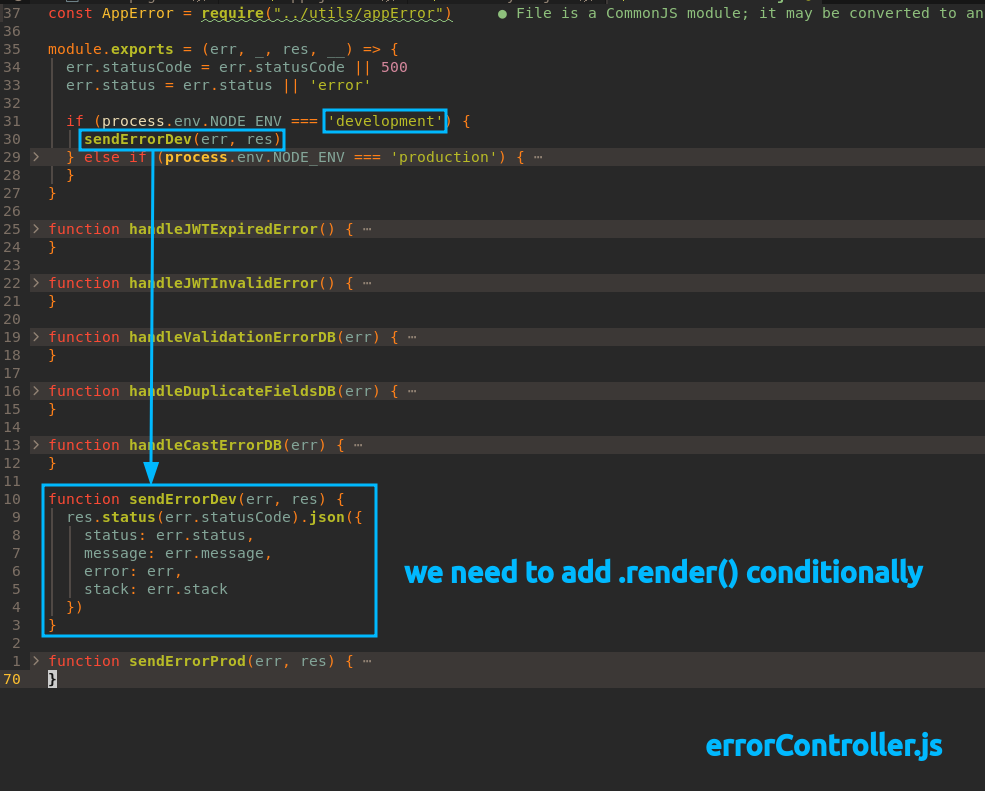 37 const AppError = require("../utils/appError") ● File is a CommonJS module; it may be converted to an
36
35 module.exports = (err, _, res, __) => {
34 err.statusCode = err.statusCode || 500
33 err.status = err.status || 'error'
32
31 if (process.env.NODE_ENV === 'development') {
30 sendErrorDev(err, res)
29 > } else if (process.env.NODE_ENV === 'production') { ⋯
28 }
27 }
26
25 > function handleJWTExpiredError() { ⋯
24 }
23
22 > function handleJWTInvalidError() { ⋯
21 }
20
19 > function handleValidationErrorDB(err) { ⋯
18 }
17
16 > function handleDuplicateFieldsDB(err) { ⋯
15 }
14
13 > function handleCastErrorDB(err) { ⋯
12 }
11
10 function sendErrorDev(err, res) {
9 res.status(err.statusCode).json({
8 status: err.status,
7 message: err.message,
6 error: err,
5 stack: err.stack
4 })
3 }
we need to add .render() conditionally
2
1 > function sendErrorProd(err, res) { ⋯
70 }
errorController.js